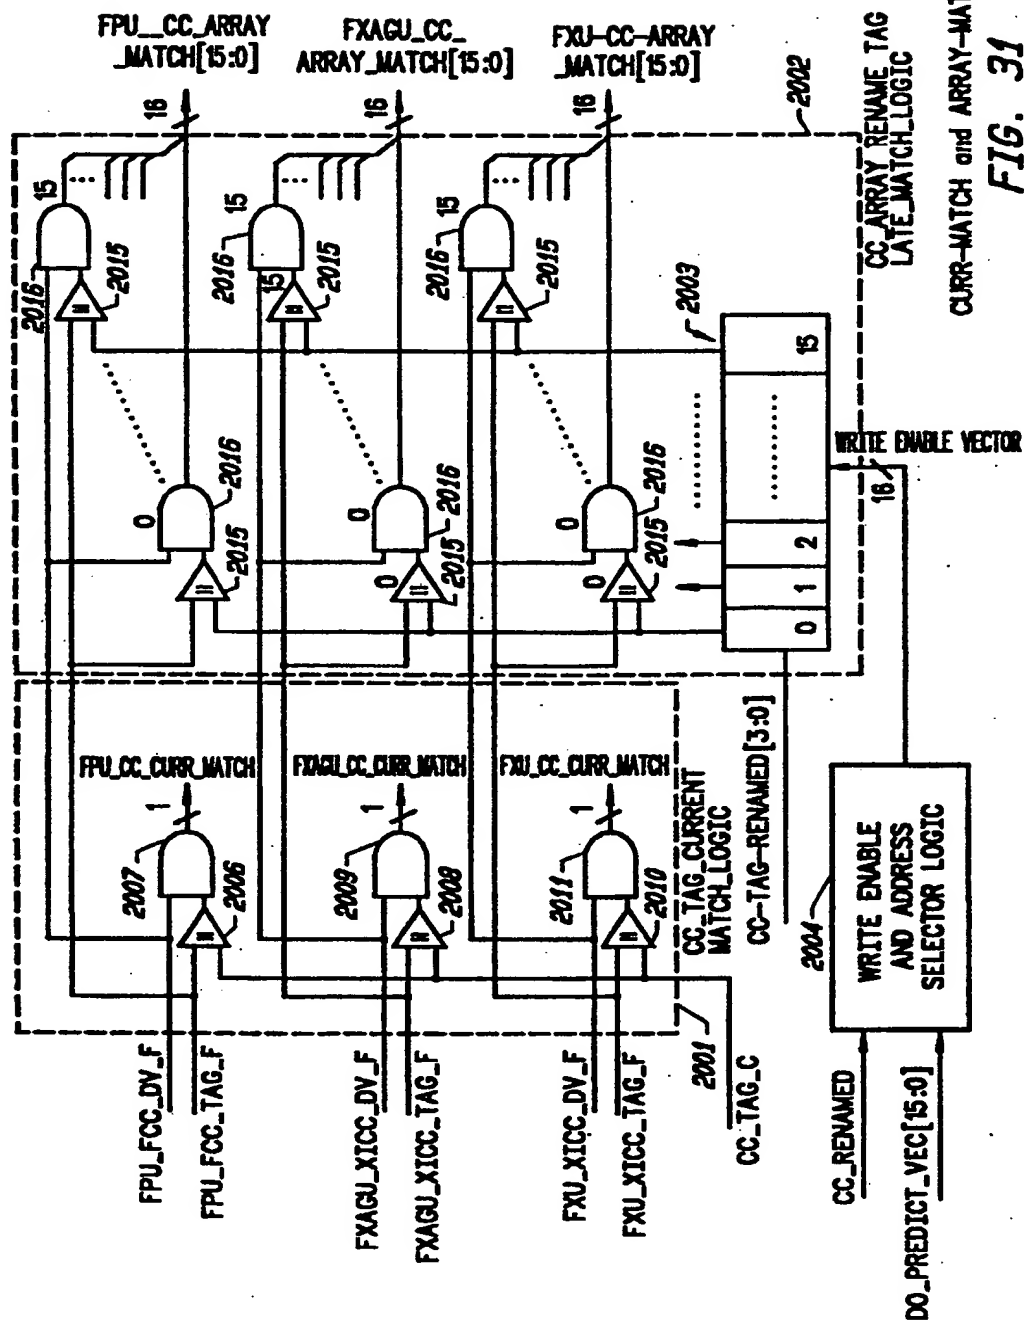 FPU__CC_ARRAY
_MATCH[15:0]
FXAGU_CC_
ARRAY_MATCH[15:0]
FXU-CC-ARRAY
_MATCH[15:0]
16
16
16
15
15
15
2016
2015
2016
15
2015
2016
2015
2002
CC_ARRAY RENAME TAG
LATE_MATCH_LOGIC
CURR-MATCH and ARRAY-MAT
FIG. 31
2003
0
2016
2015
0
2016
0
2015
0
2016
0
2015
0
1
2
15
WRITE ENABLE VECTOR
16
FPU_CC_CURR_MATCH
1
2007
2006
FXAGU_CC_CURR_MATCH
1
2009
2008
FXU_CC_CURR_MATCH
1
2011
2010
CC_TAG_CURRENT
MATCH_LOGIC
CC-TAG-RENAMED[3:0]
2001
2004
WRITE ENABLE
AND ADDRESS
SELECTOR LOGIC
FPU_FCC_DV_F
FPU_FCC_TAG_F
FXAGU_XICC_DV_F
FXAGU_XICC_TAG_F
FXU_XICC_DV_F
FXU_XICC_TAG_F
CC_TAG_C
CC_RENAMED
DO_PREDICT_VEC[15:0]